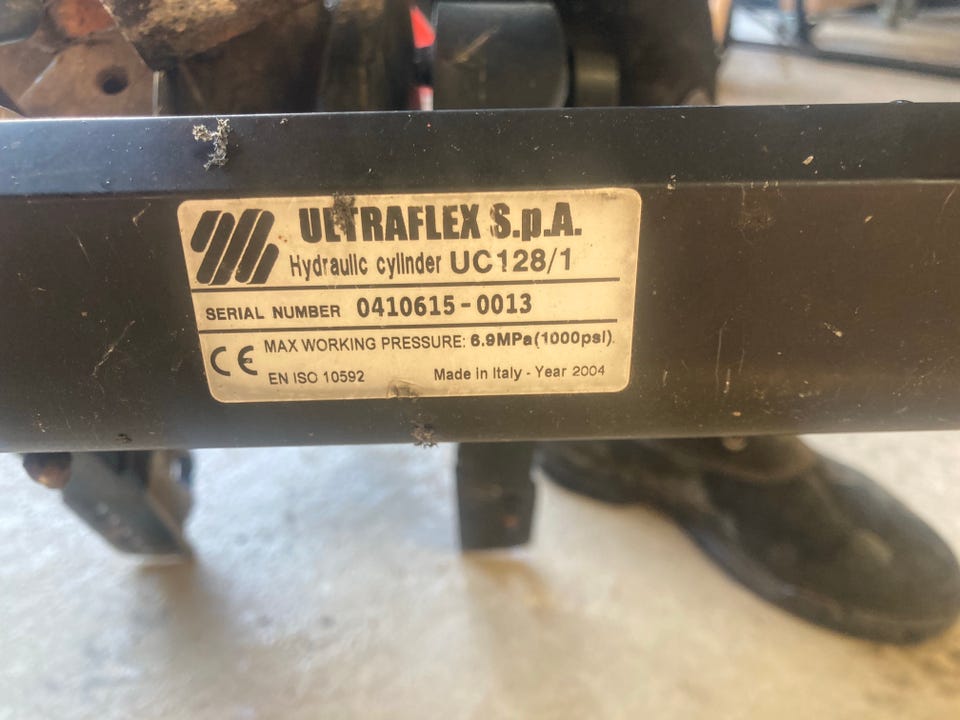 ULTRAFLEX S.p.A.
Hydraulic cylinder UC128/1
SERIAL NUMBER 0410615-0013
CE MAX WORKING PRESSURE: 6.9MPa(1000psi).
EN ISO 10592 Made in Italy - Year 2004